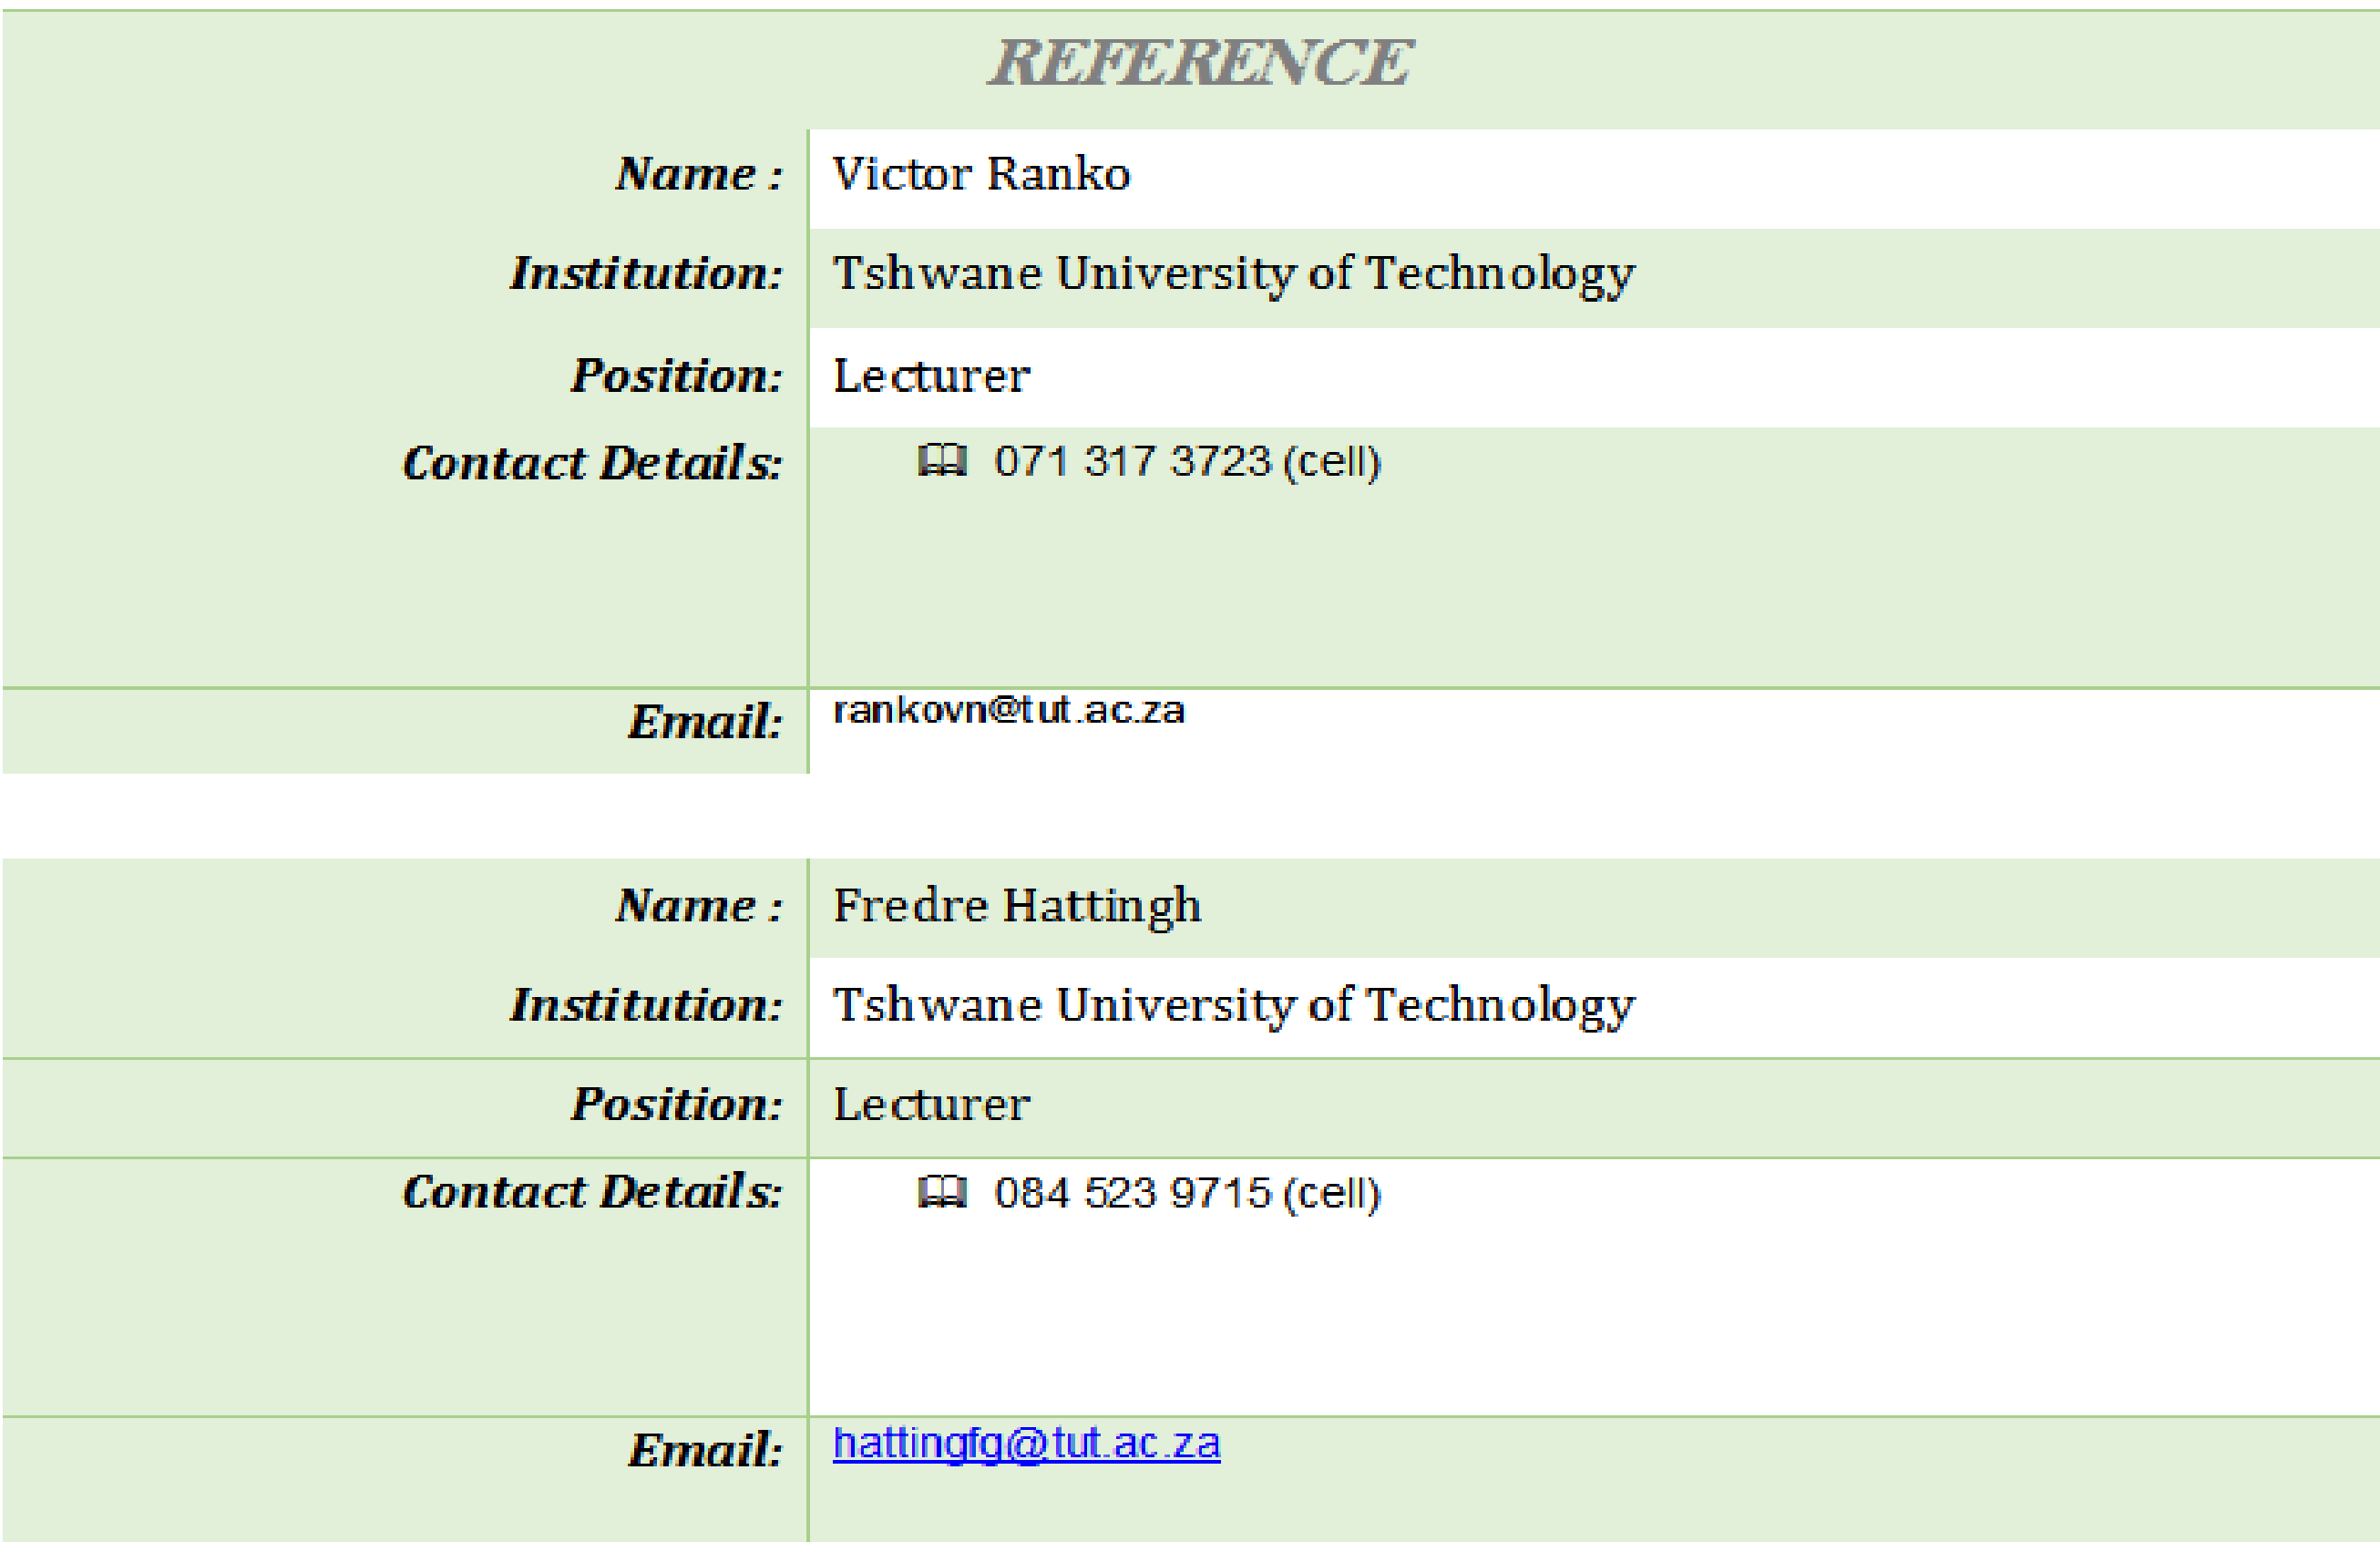 REFERENCE
Name : Victor Ranko
Institution: Tshwane University of Technology
Position: Lecturer
Contact Details: 071 317 3723 (cell)
Email: rankovn@tut.ac.za
Name : Fredre Hattingh
Institution: Tshwane University of Technology
Position: Lecturer
Contact Details: 084 523 9715 (cell)
Email: hattingfg@tut.ac.za